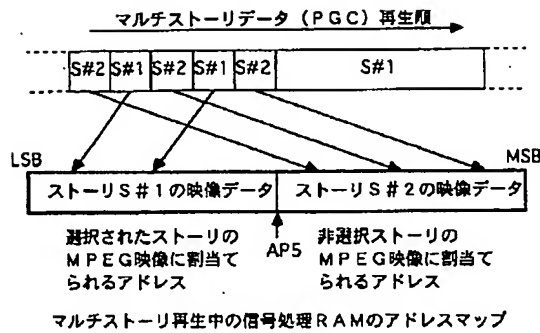 マルチストーリデータ（PGC）再生順
S#2 S#1 S#2 S#1 S#2 S#1
LSB MSB
ストーリS#1の映像データ ストーリS#2の映像データ
AP5
選択されたストーリの
MPEG映像に割当て
られるアドレス
非選択ストーリの
MPEG映像に割当て
られるアドレス
マルチストーリ再生中の信号処理RAMのアドレスマップ